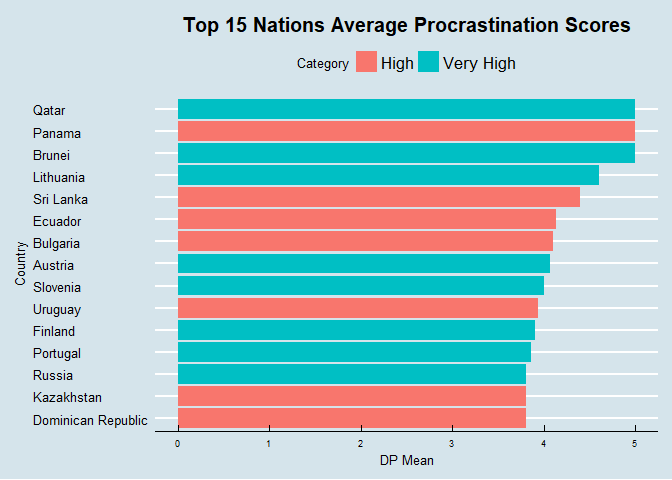 Top 15 Nations Average Procrastination Scores
Category High Very High
Country
Qatar
Panama
Brunei
Lithuania
Sri Lanka
Ecuador
Bulgaria
Austria
Slovenia
Uruguay
Finland
Portugal
Russia
Kazakhstan
Dominican Republic
0 1 2 3 4 5
DP Mean